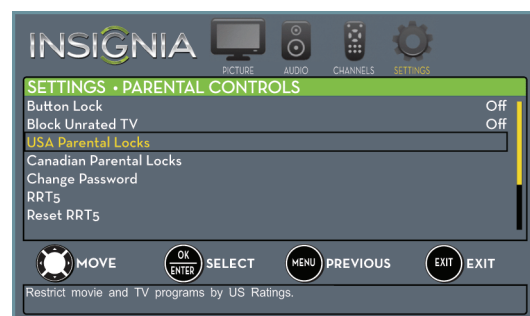 INSIGNIA
PICTURE AUDIO CHANNELS SETTINGS
SETTINGS • PARENTAL CONTROLS
Button Lock Off
Block Unrated TV Off
USA Parental Locks
Canadian Parental Locks
Change Password
RRT5
Reset RRT5
MOVE OK ENTER SELECT MENU PREVIOUS EXIT EXIT
Restrict movie and TV programs by US Ratings.